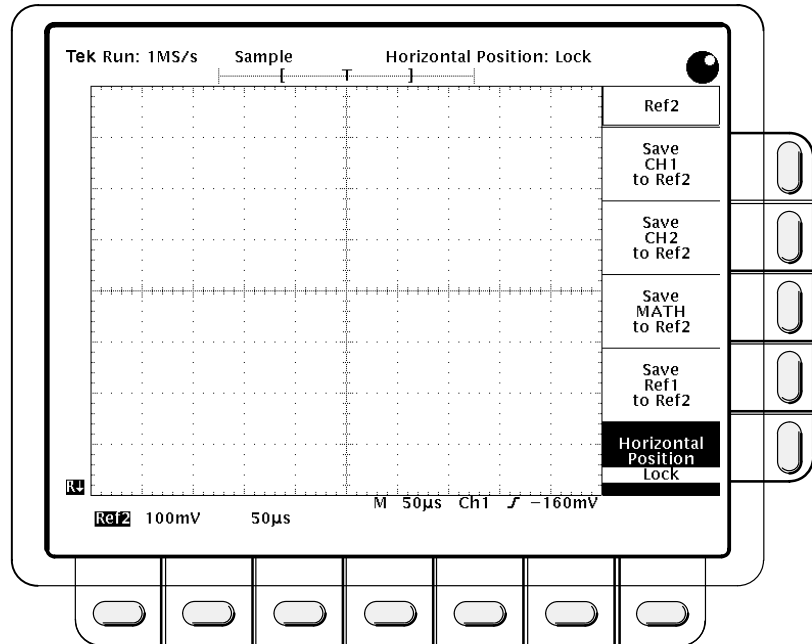 Tek Run: 1MS/s Sample Horizontal Position: Lock
[ T ]
Ref2
Save
CH1
to Ref2
Save
CH2
to Ref2
Save
MATH
to Ref2
Save
Ref1
to Ref2
Horizontal
Position
Lock
R↓
M 50µs Ch1 ƒ −160mV
Ref2 100mV 50µs